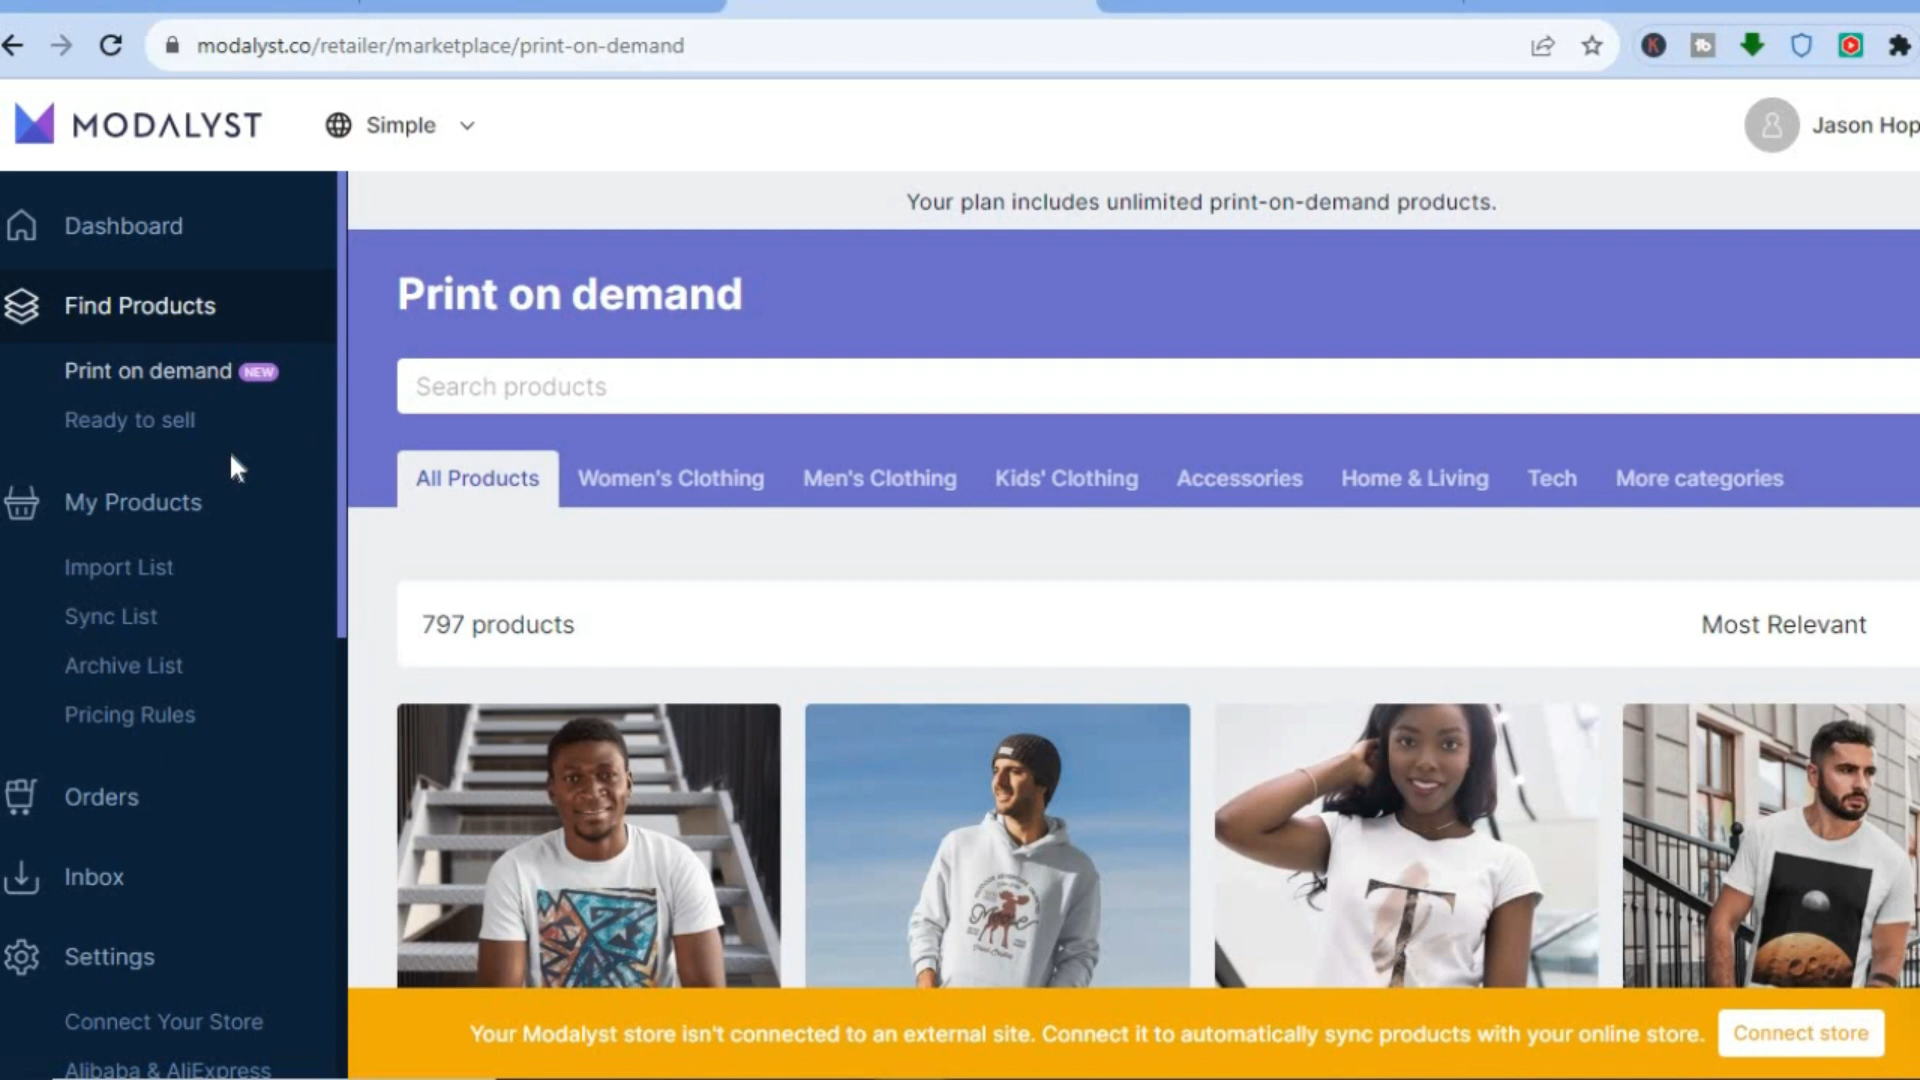 modalyst.co/retailer/marketplace/print-on-demand
MODALYST
Simple
Jason Hop
Your plan includes unlimited print-on-demand products.
Dashboard
Find Products
Print on demand NEW
Ready to sell
My Products
Import List
Sync List
Archive List
Pricing Rules
Orders
Inbox
Settings
Connect Your Store
Alibaba & AliExpress
Print on demand
Search products
All Products Women's Clothing Men's Clothing Kids' Clothing Accessories Home & Living Tech More categories
797 products
Most Relevant
Moose
T
Your Modalyst store isn't connected to an external site. Connect it to automatically sync products with your online store. Connect store